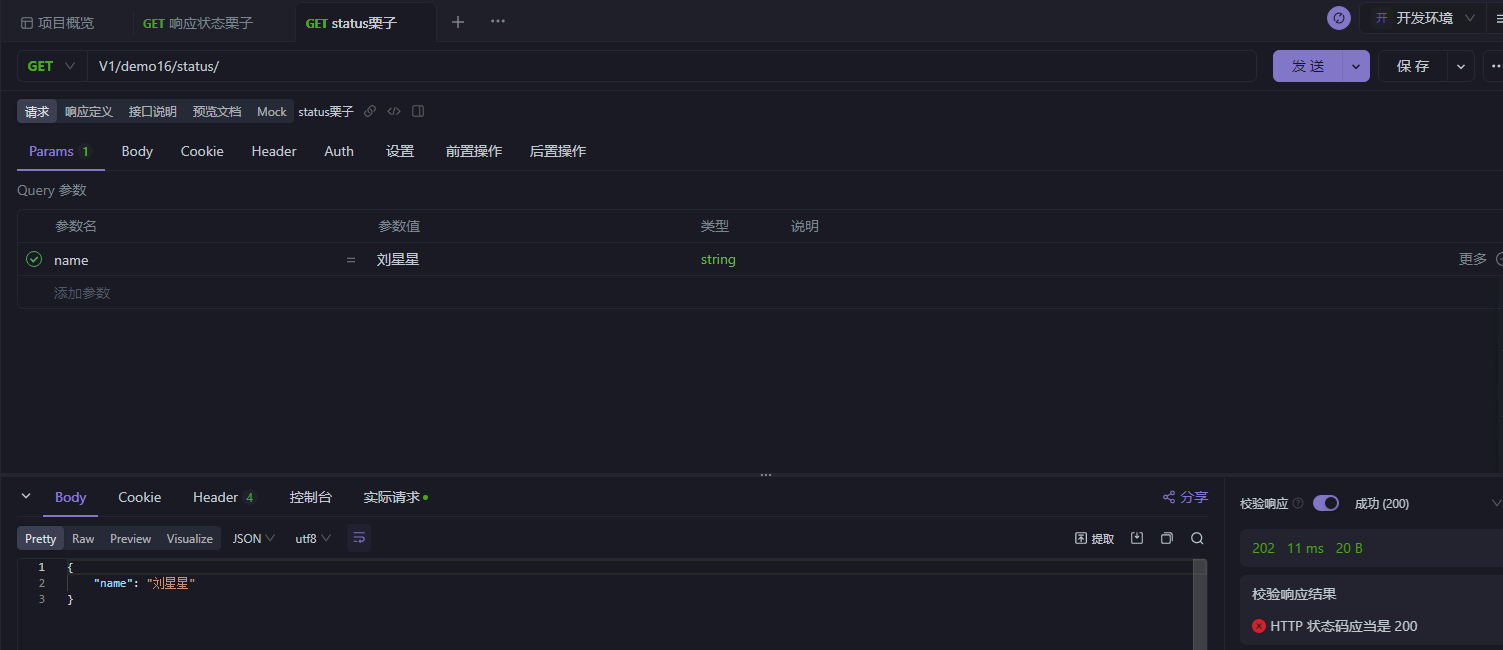 项目概览 GET 响应状态栗子 GET status栗子 开 开发环境
GET V1/demo16/status/ 发 送 保 存
请求 响应定义 接口说明 预览文档 Mock status栗子
Params 1 Body Cookie Header Auth 设置 前置操作 后置操作
Query 参数
参数名 参数值 类型 说明
name = 刘星星 string 更多
添加参数
Body Cookie Header 4 控制台 实际请求 分享
Pretty Raw Preview Visualize JSON utf8 提取
1 {
2 "name": "刘星星"
3 }
校验响应 成功 (200)
202 11 ms 20 B
校验响应结果
HTTP 状态码应当是 200